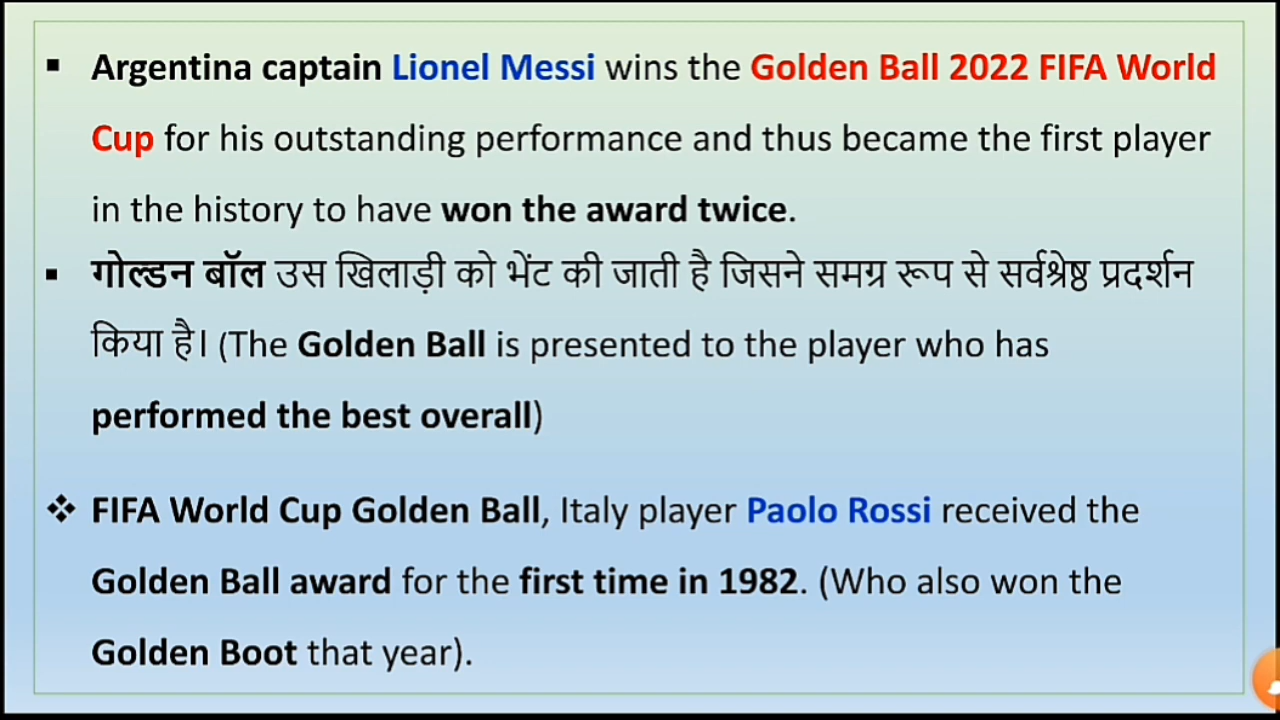 ▪ Argentina captain Lionel Messi wins the Golden Ball 2022 FIFA World
Cup for his outstanding performance and thus became the first player
in the history to have won the award twice.
▪ गोल्डन बॉल उस खिलाड़ी को भेंट की जाती है जिसने समग्र रूप से सर्वश्रेष्ठ प्रदर्शन
किया है। (The Golden Ball is presented to the player who has
performed the best overall)
❖ FIFA World Cup Golden Ball, Italy player Paolo Rossi received the
Golden Ball award for the first time in 1982. (Who also won the
Golden Boot that year).